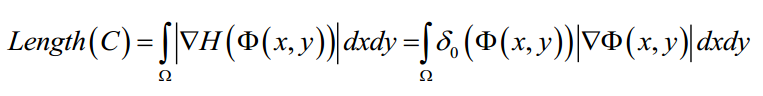 Length(C) = ∫_Ω |∇H(Φ(x, y))| dxdy = ∫_Ω δ₀(Φ(x, y))|∇Φ(x, y)| dxdy